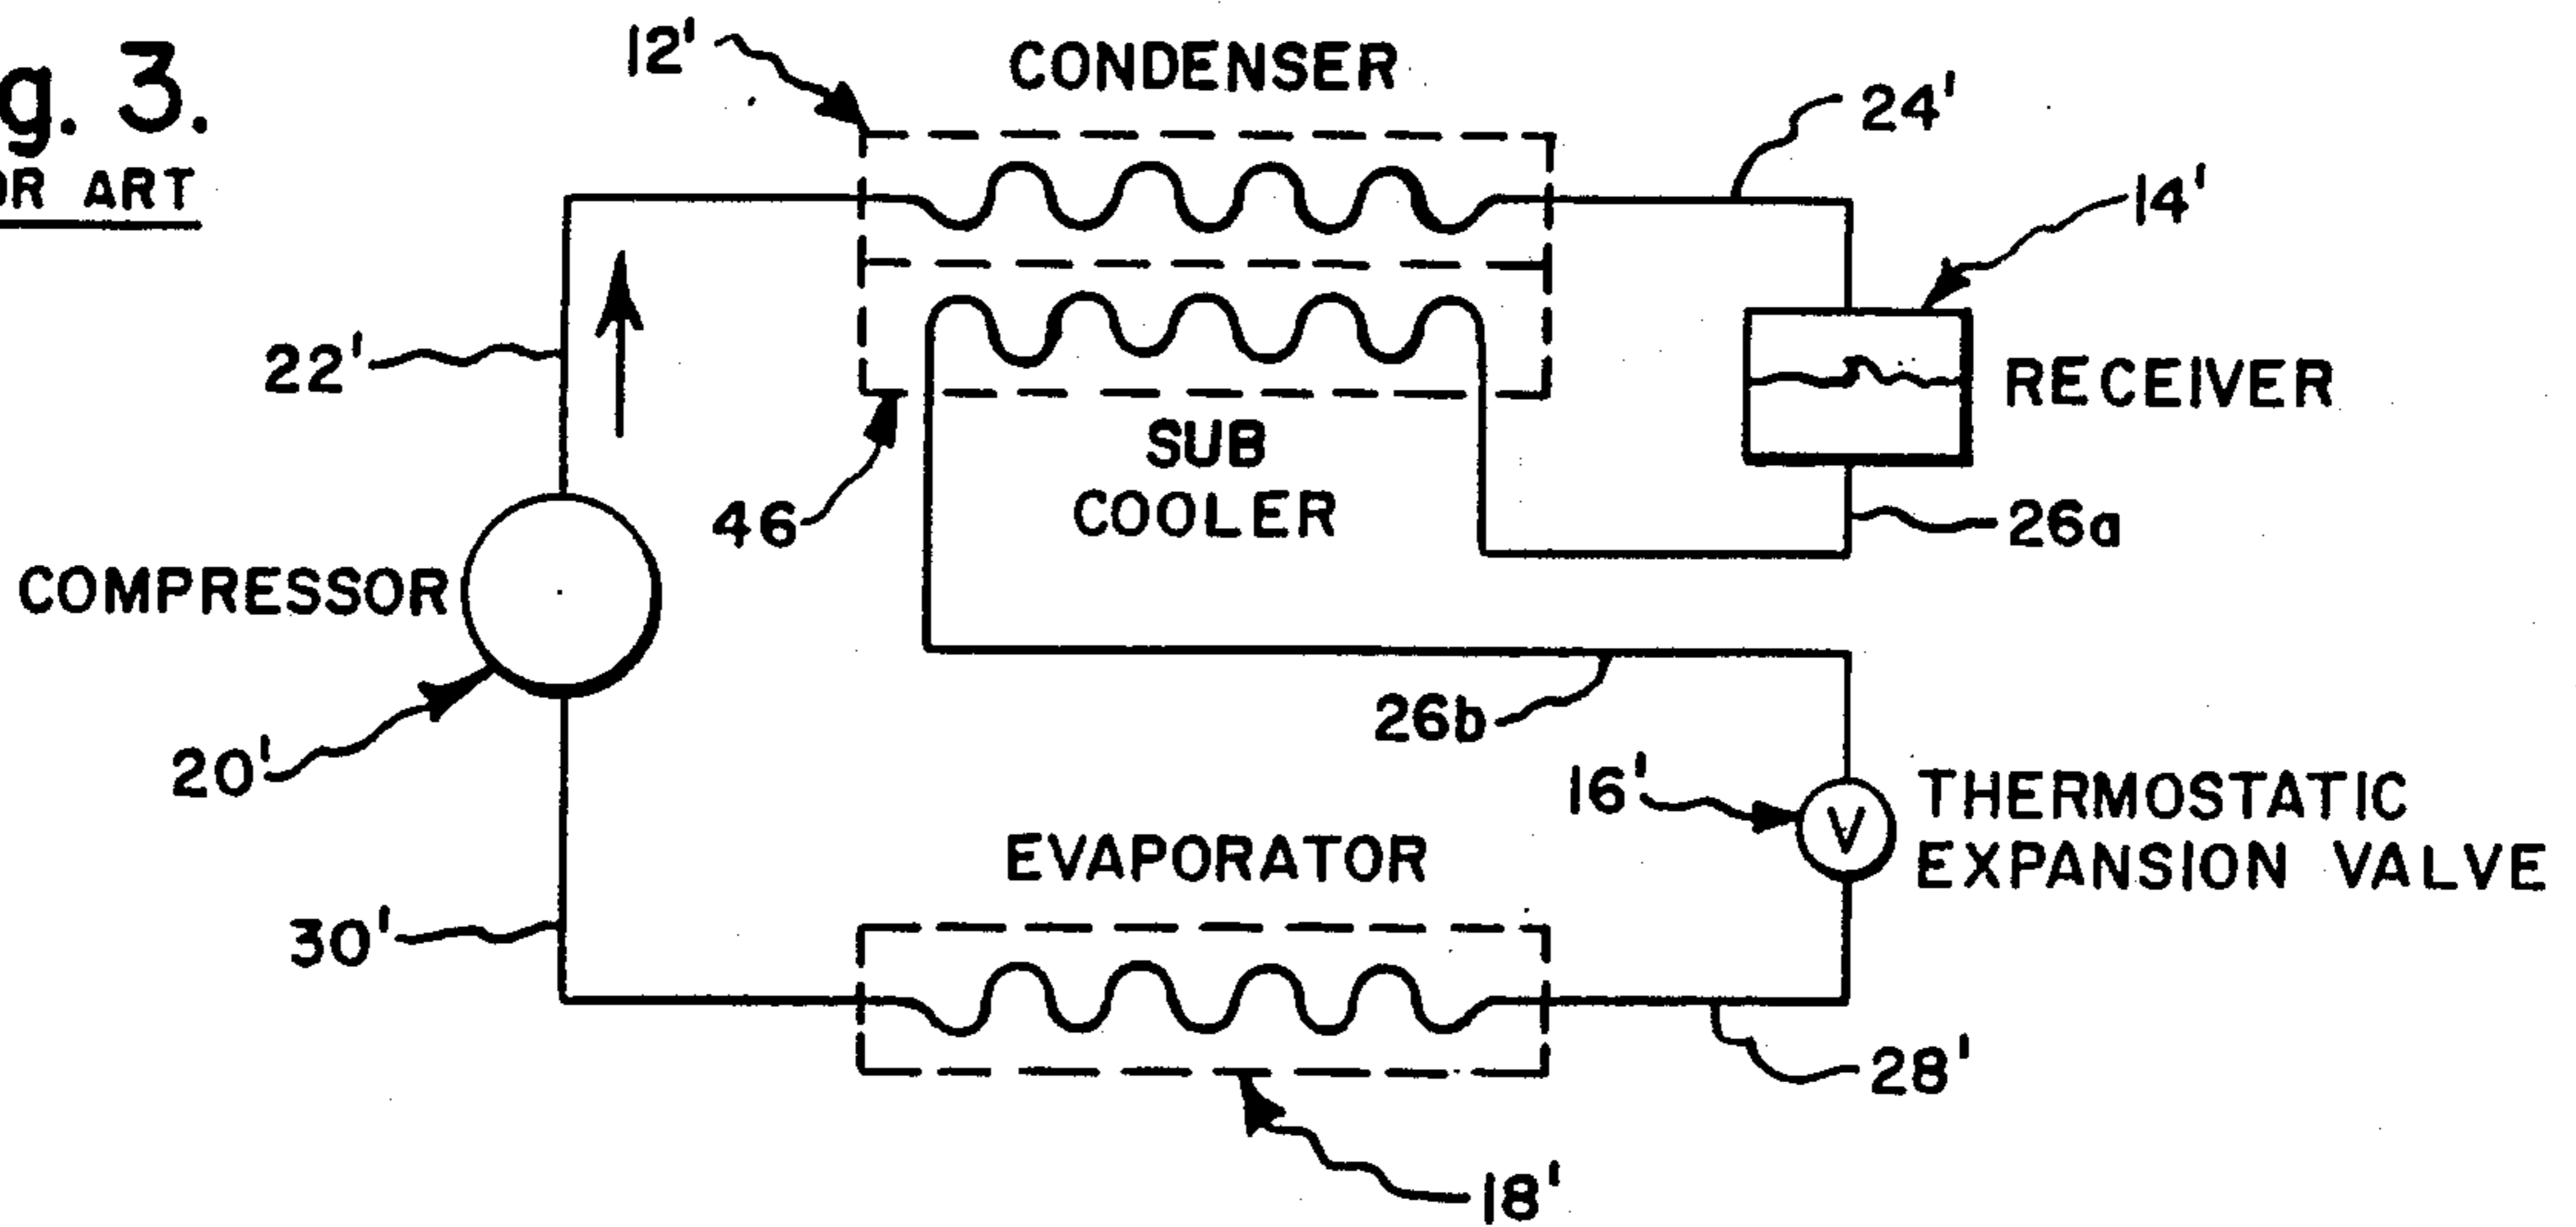 g. 3.
OR ART
12'
CONDENSER
24'
14'
22'
RECEIVER
SUB
COOLER
46
26a
COMPRESSOR
26b
20'
16'
V
THERMOSTATIC
EXPANSION VALVE
EVAPORATOR
30'
28'
18'